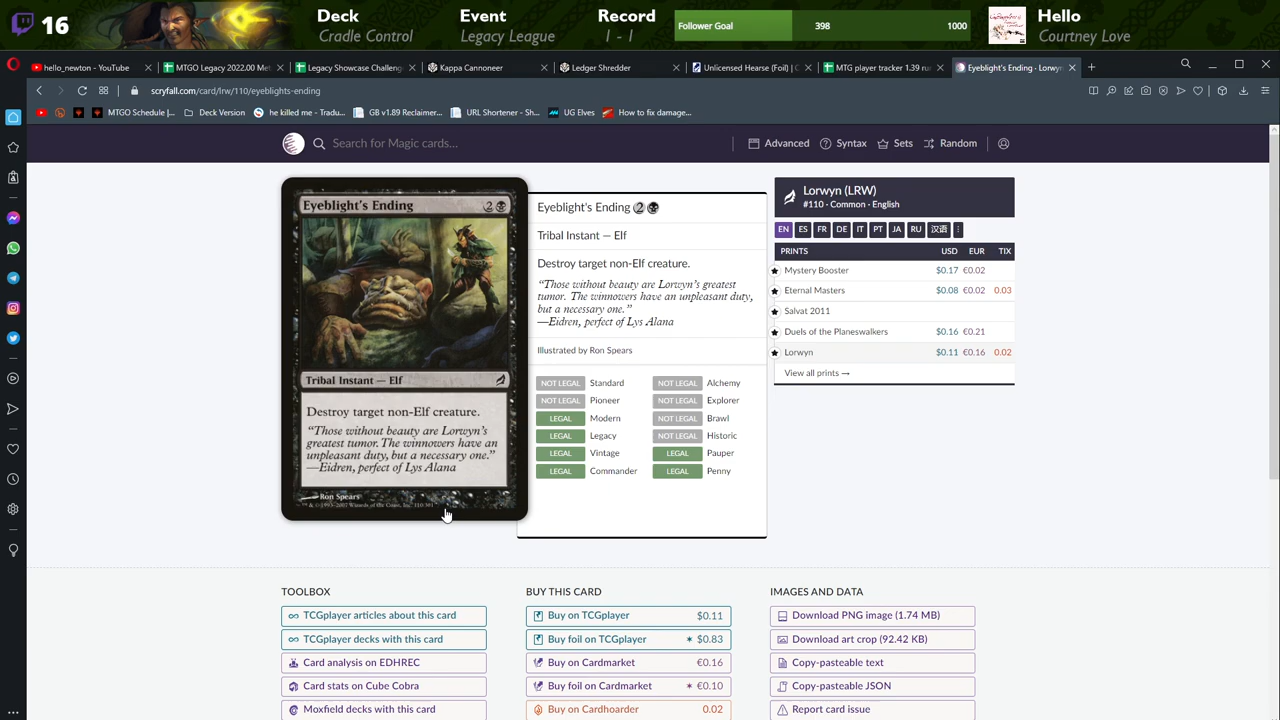 16
Deck
Cradle Control
Event
Legacy League
Record
1 - 1
Follower Goal 398 1000
Hello
Courtney Love
hello_newton - YouTube
MTGO Legacy 2022.00 Met
Legacy Showcase Challeng
Kappa Cannoneer
Ledger Shredder
Unlicensed Hearse (Foil) | C
MTG player tracker 1.39 run
Eyeblight's Ending · Lorwy
scryfall.com/card/lrw/110/eyeblights-ending
MTGO Schedule |...
Deck Version
he killed me - Tradu...
GB v1.89 Reclaimer...
URL Shortener - Sh...
UG Elves
How to fix damage...
Search for Magic cards...
Advanced
Syntax
Sets
Random
Eyeblight's Ending 2
Tribal Instant — Elf
Destroy target non-Elf creature.
"Those without beauty are Lorwyn's
greatest tumor. The winnowers have an
unpleasant duty, but a necessary one."
—Eidren, perfect of Lys Alana
Ron Spears
Eyeblight's Ending 2
Tribal Instant — Elf
Destroy target non-Elf creature.
"Those without beauty are Lorwyn's greatest
tumor. The winnowers have an unpleasant duty,
but a necessary one."
—Eidren, perfect of Lys Alana
Illustrated by Ron Spears
NOT LEGAL Standard NOT LEGAL Alchemy
NOT LEGAL Pioneer NOT LEGAL Explorer
LEGAL Modern NOT LEGAL Brawl
LEGAL Legacy NOT LEGAL Historic
LEGAL Vintage LEGAL Pauper
LEGAL Commander LEGAL Penny
Lorwyn (LRW)
#110 · Common · English
EN ES FR DE IT PT JA RU 汉语
PRINTS USD EUR TIX
Mystery Booster $0.17 €0.02
Eternal Masters $0.08 €0.02 0.03
Salvat 2011
Duels of the Planeswalkers $0.16 €0.21
Lorwyn $0.11 €0.16 0.02
View all prints →
TOOLBOX
TCGplayer articles about this card
TCGplayer decks with this card
Card analysis on EDHREC
Card stats on Cube Cobra
Moxfield decks with this card
BUY THIS CARD
Buy on TCGplayer $0.11
Buy foil on TCGplayer ✶ $0.83
Buy on Cardmarket €0.16
Buy foil on Cardmarket ✶ €0.10
Buy on Cardhoarder 0.02
IMAGES AND DATA
Download PNG image (1.74 MB)
Download art crop (92.42 KB)
Copy-pasteable text
Copy-pasteable JSON
Report card issue